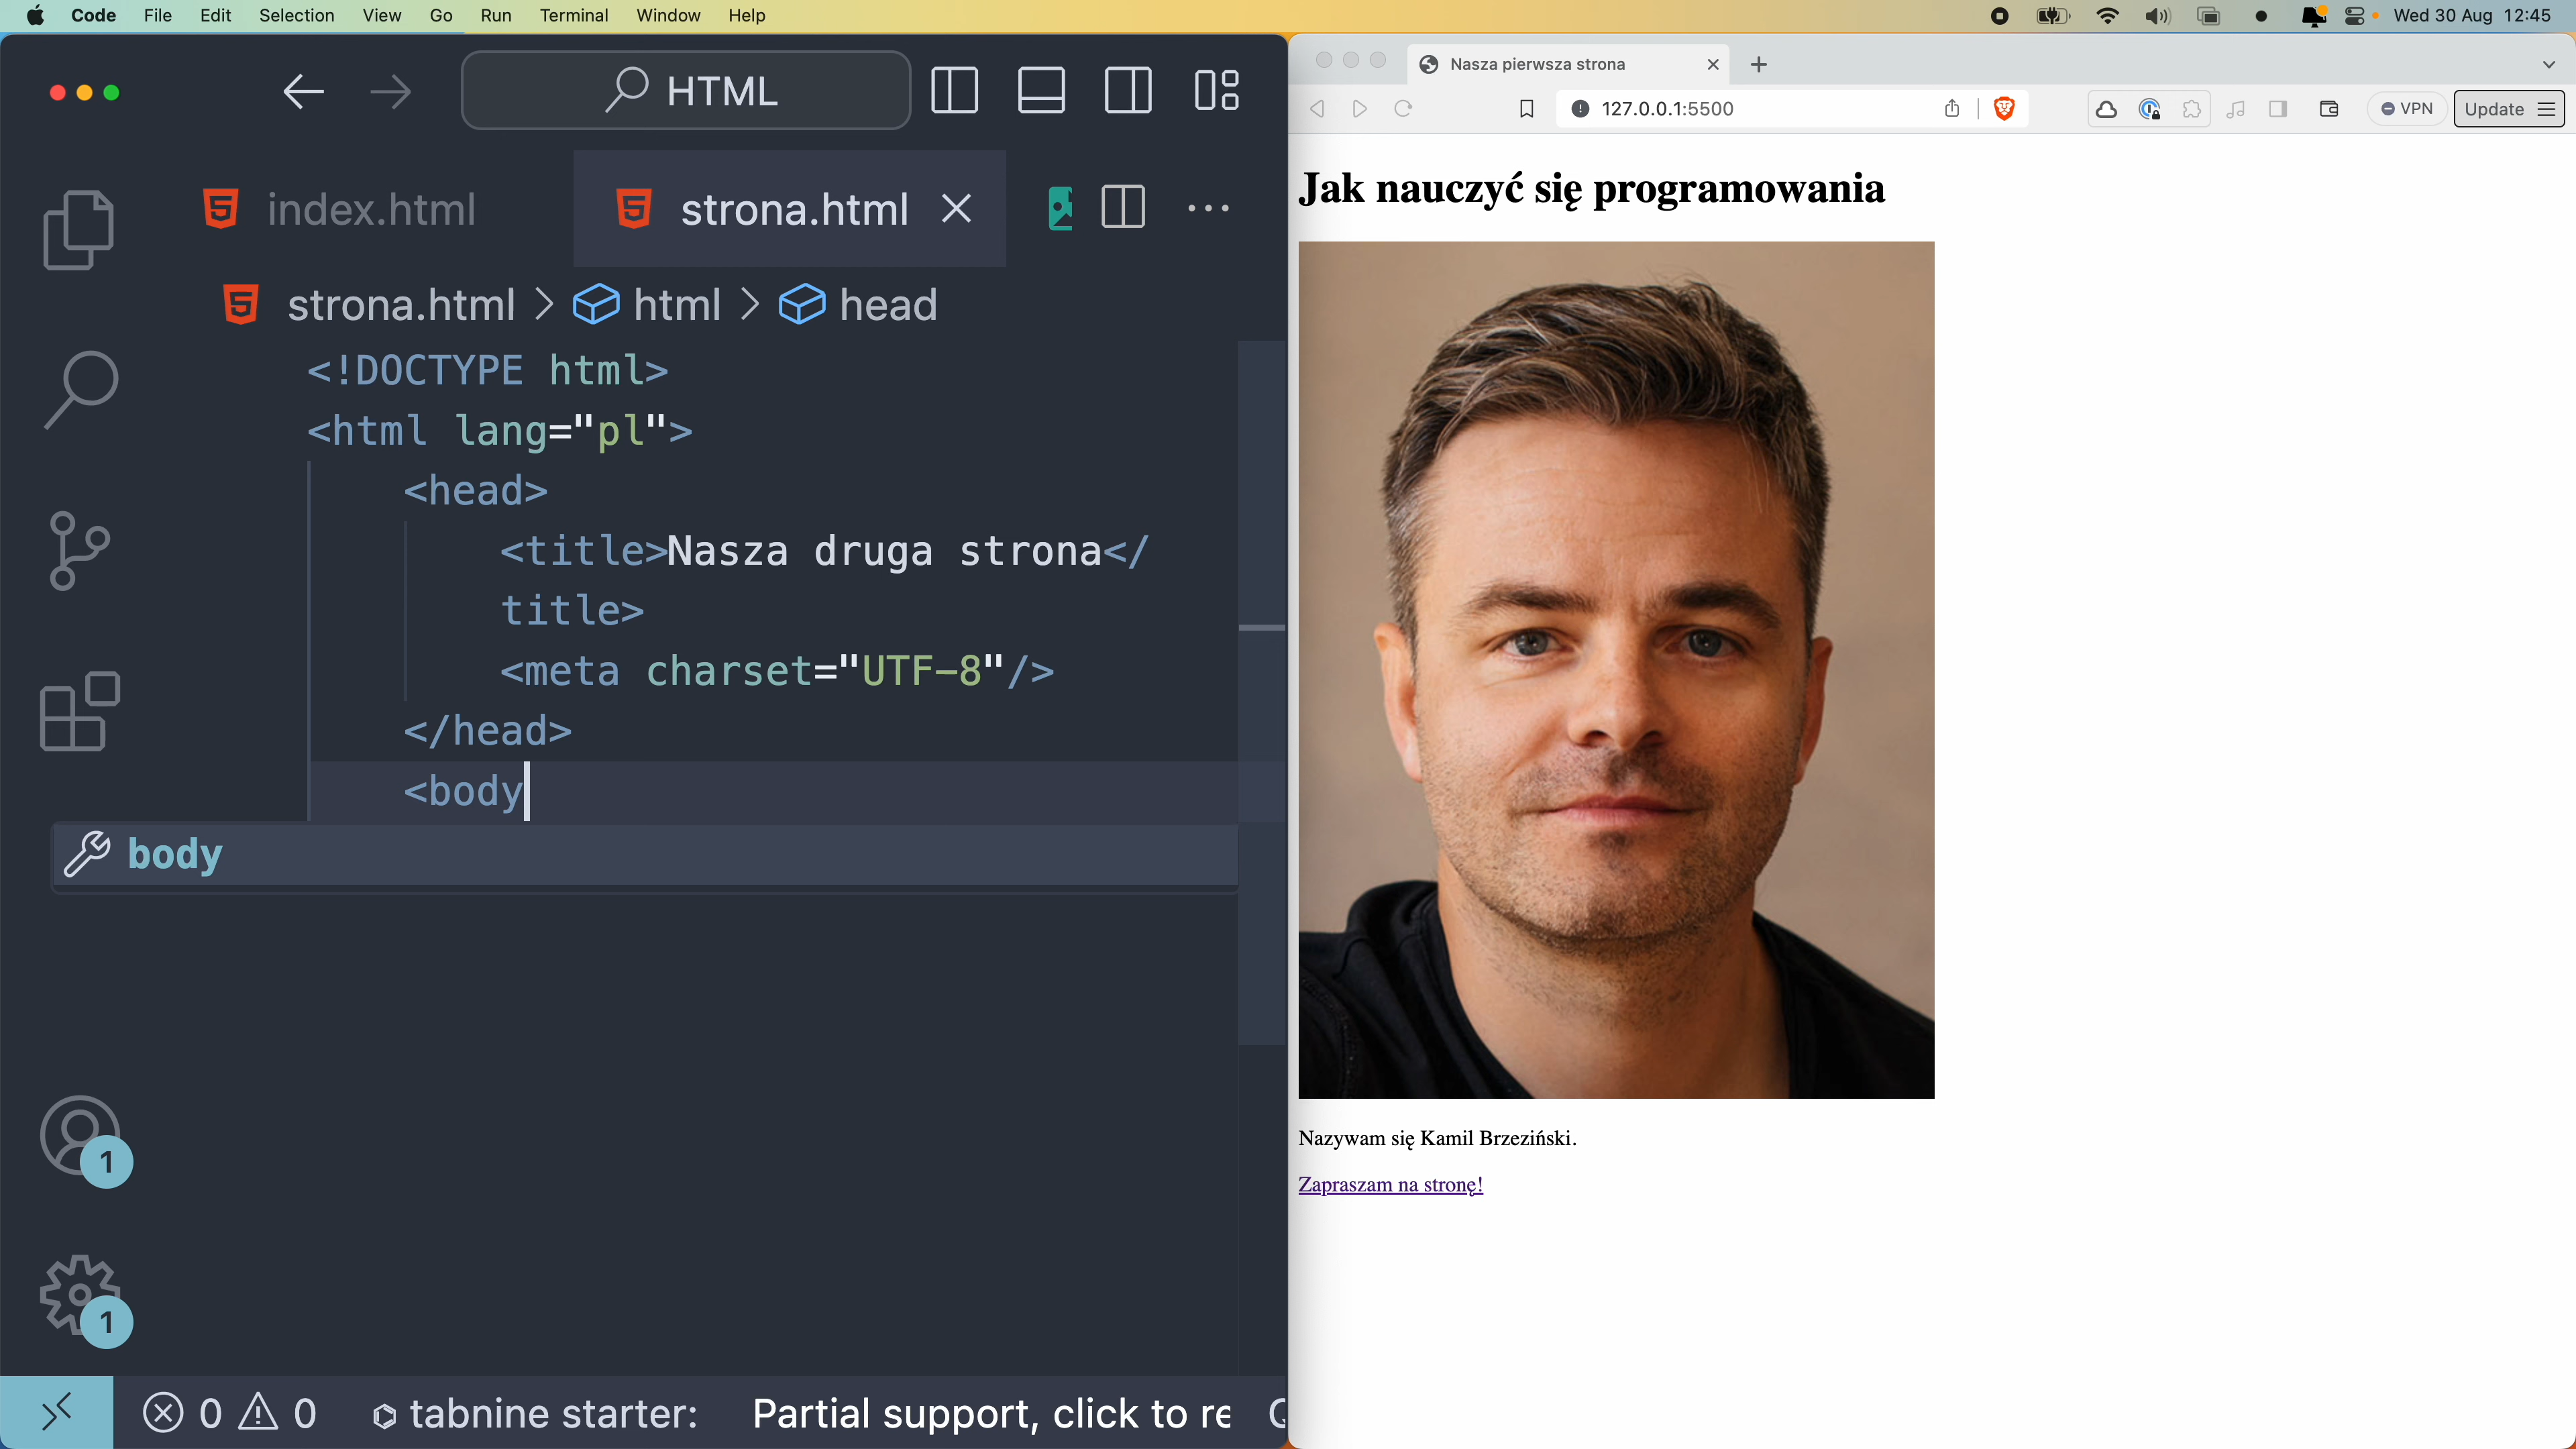 Code File Edit Selection View Go Run Terminal Window Help
Wed 30 Aug 12:45
HTML
index.html
strona.html
strona.html > html > head
<!DOCTYPE html>
<html lang="pl">
<head>
<title>Nasza druga strona</
title>
<meta charset="UTF-8"/>
</head>
<body
body
1
1
0 0 tabnine starter: Partial support, click to re
Nasza pierwsza strona
127.0.0.1:5500
VPN
Update
Jak nauczyć się programowania
Nazywam się Kamil Brzeziński.
Zapraszam na stronę!